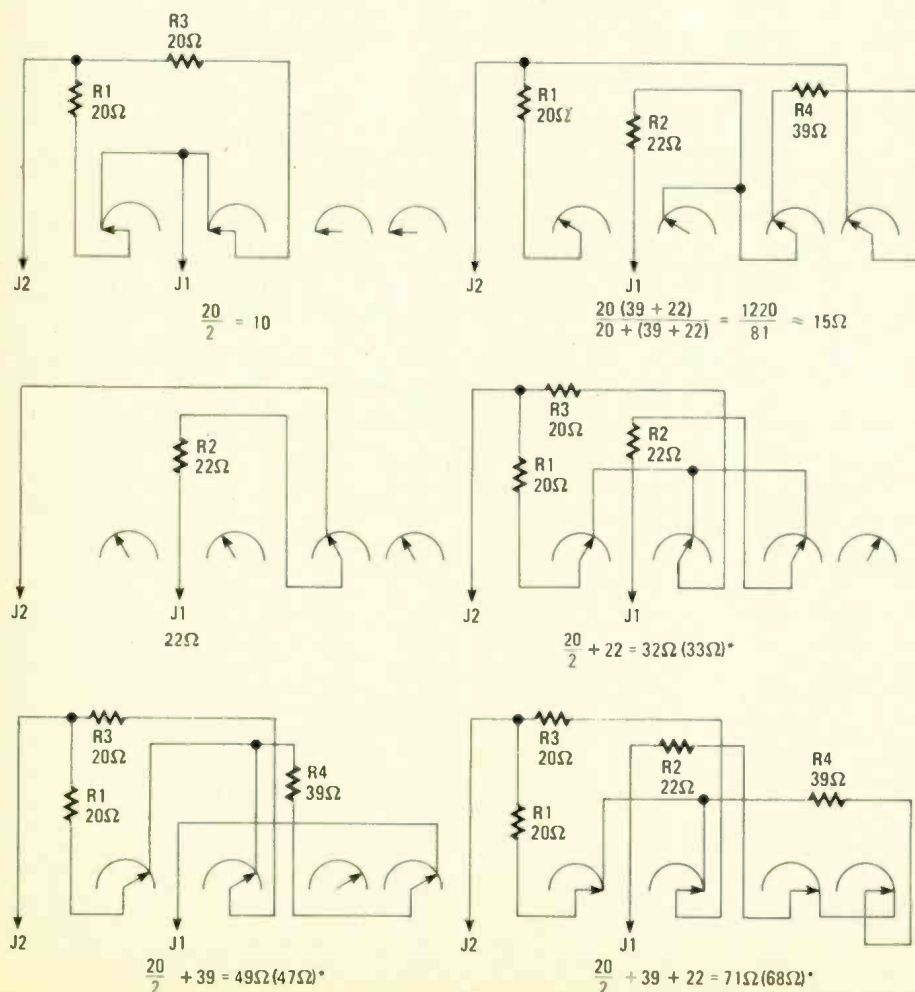 R3
20Ω
R1
20Ω
J2
J1
20/2 = 10
R1
20Ω
R2
22Ω
R4
39Ω
J2
J1
20 (39 + 22) / 20 + (39 + 22) = 1220/81 ≈ 15Ω
R2
22Ω
J2
J1
22Ω
R3
20Ω
R1
20Ω
R2
22Ω
J2
J1
20/2 + 22 = 32Ω (33Ω)*
R3
20Ω
R1
20Ω
R4
39Ω
J2
J1
20/2 + 39 = 49Ω (47Ω)*
R3
20Ω
R1
20Ω
R2
22Ω
R4
39Ω
J2
J1
20/2 + 39 + 22 = 71Ω (68Ω)*